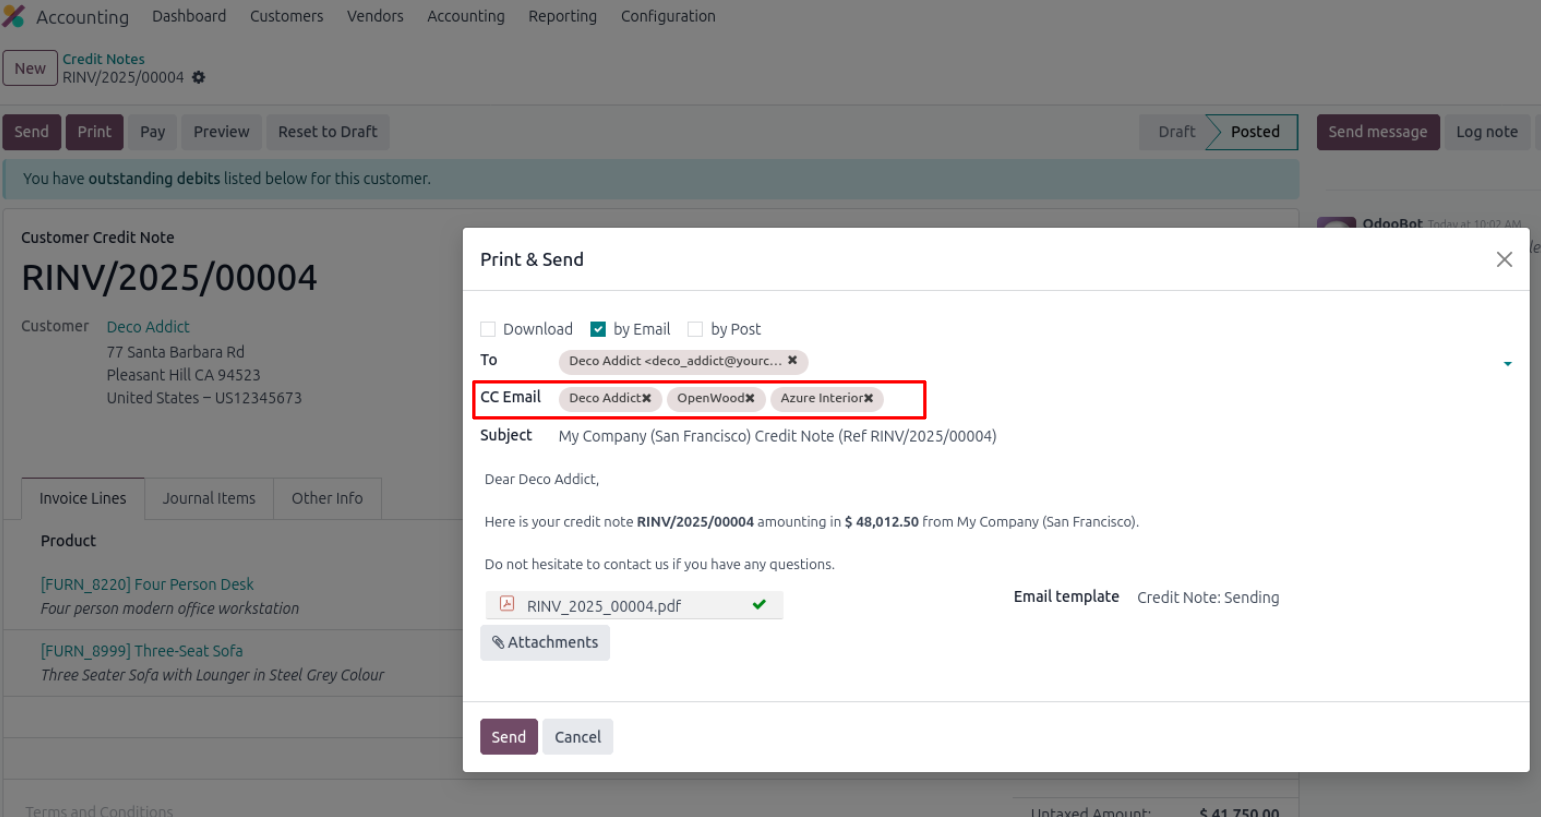 Accounting Dashboard Customers Vendors Accounting Reporting Configuration
New
Credit Notes
RINV/2025/00004
Send Print Pay Preview Reset to Draft Draft Posted Send message Log note
You have outstanding debits listed below for this customer.
OdooBot Today at 10:02 AM
Customer Credit Note
RINV/2025/00004
Customer Deco Addict
77 Santa Barbara Rd
Pleasant Hill CA 94523
United States – US12345673
Invoice Lines Journal Items Other Info
Product
[FURN_8220] Four Person Desk
Four person modern office workstation
[FURN_8999] Three-Seat Sofa
Three Seater Sofa with Lounger in Steel Grey Colour
Terms and Conditions
Untaxed Amount: $ 41,750.00
Print & Send
Download by Email by Post
To Deco Addict <deco_addict@yourc...
CC Email Deco Addict OpenWood Azure Interior
Subject My Company (San Francisco) Credit Note (Ref RINV/2025/00004)
Dear Deco Addict,
Here is your credit note RINV/2025/00004 amounting in $ 48,012.50 from My Company (San Francisco).
Do not hesitate to contact us if you have any questions.
RINV_2025_00004.pdf
Email template Credit Note: Sending
Attachments
Send Cancel